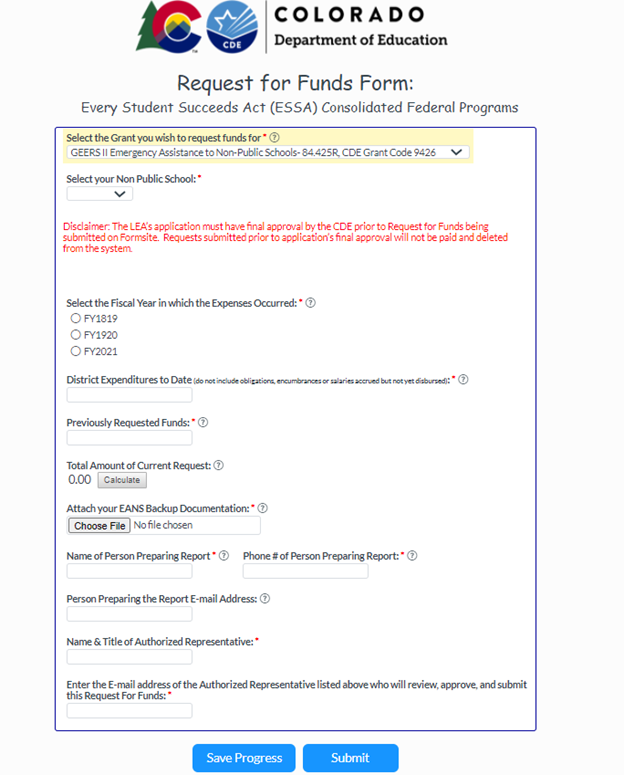 COLORADO
CDE
Department of Education
TM
Request for Funds Form:
Every Student Succeeds Act (ESSA) Consolidated Federal Programs
Select the Grant you wish to request funds for * ?
GEERS II Emergency Assistance to Non-Public Schools- 84.425R, CDE Grant Code 9426
Select your Non Public School: *
Disclaimer: The LEA's application must have final approval by the CDE prior to Request for Funds being
submitted on Formsite. Requests submitted prior to application's final approval will not be paid and deleted
from the system.
Select the Fiscal Year in which the Expenses Occurred: * ?
FY1819
FY1920
FY2021
District Expenditures to Date (do not include obligations, encumbrances or salaries accrued but not yet disbursed): * ?
Previously Requested Funds: * ?
Total Amount of Current Request: ?
0.00 Calculate
Attach your EANS Backup Documentation: * ?
Choose File No file chosen
Name of Person Preparing Report * ? Phone # of Person Preparing Report: * ?
Person Preparing the Report E-mail Address: ?
Name & Title of Authorized Representative: *
Enter the E-mail address of the Authorized Representative listed above who will review, approve, and submit
this Request For Funds: *
Save Progress Submit